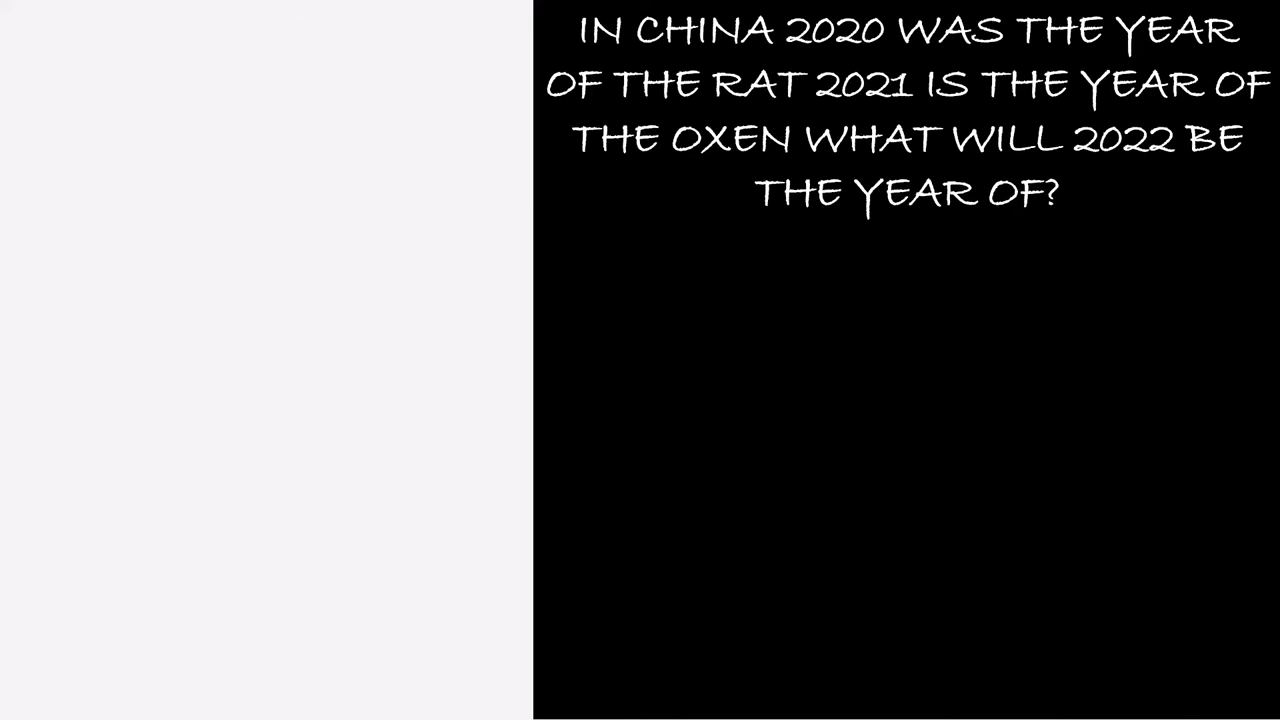 IN CHINA 2020 WAS THE YEAR
OF THE RAT 2021 IS THE YEAR OF
THE OXEN WHAT WILL 2022 BE
THE YEAR OF?